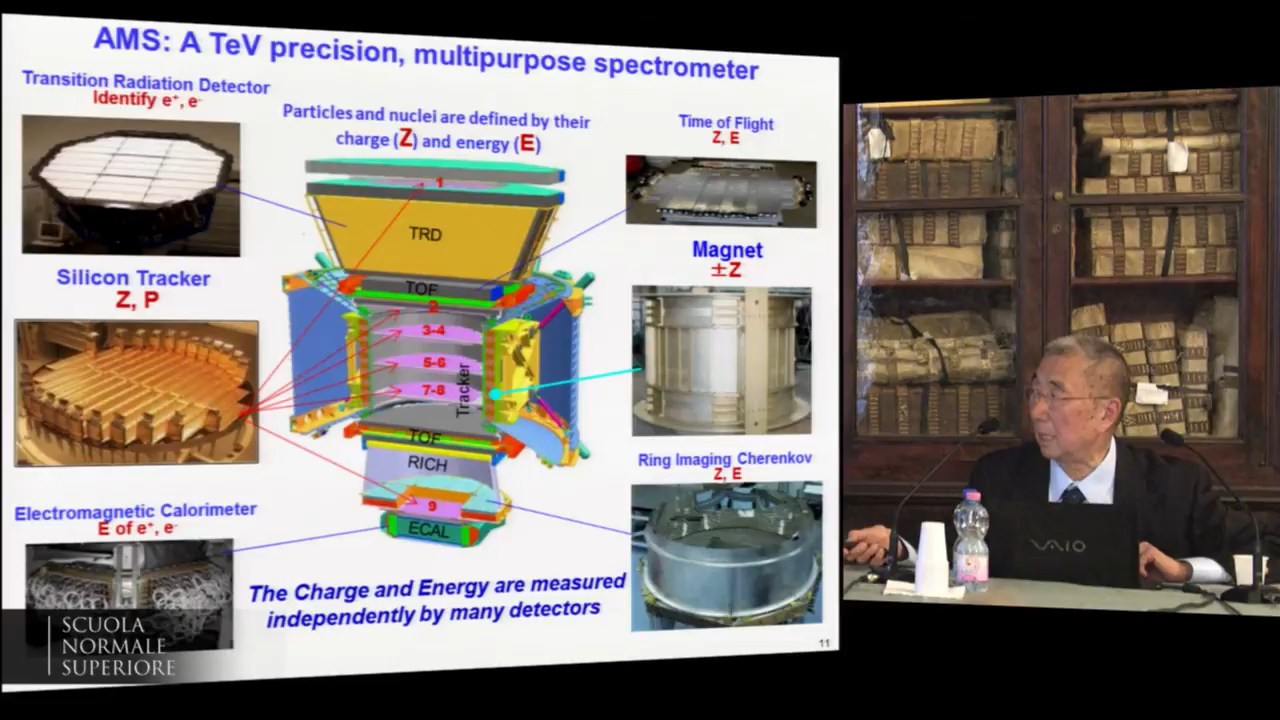 AMS: A TeV precision, multipurpose spectrometer
Transition Radiation Detector
Identify e⁺, e⁻
Particles and nuclei are defined by their
charge (Z) and energy (E)
Time of Flight
Z, E
1
TRD
Silicon Tracker
Z, P
Magnet
±Z
TOF
2
3-4
5-6
7-8
Tracker
TOF
RICH
9
ECAL
Ring Imaging Cherenkov
Z, E
Electromagnetic Calorimeter
E of e⁺, e⁻
The Charge and Energy are measured
independently by many detectors
11
VAIO
SCUOLA
NORMALE
SUPERIORE